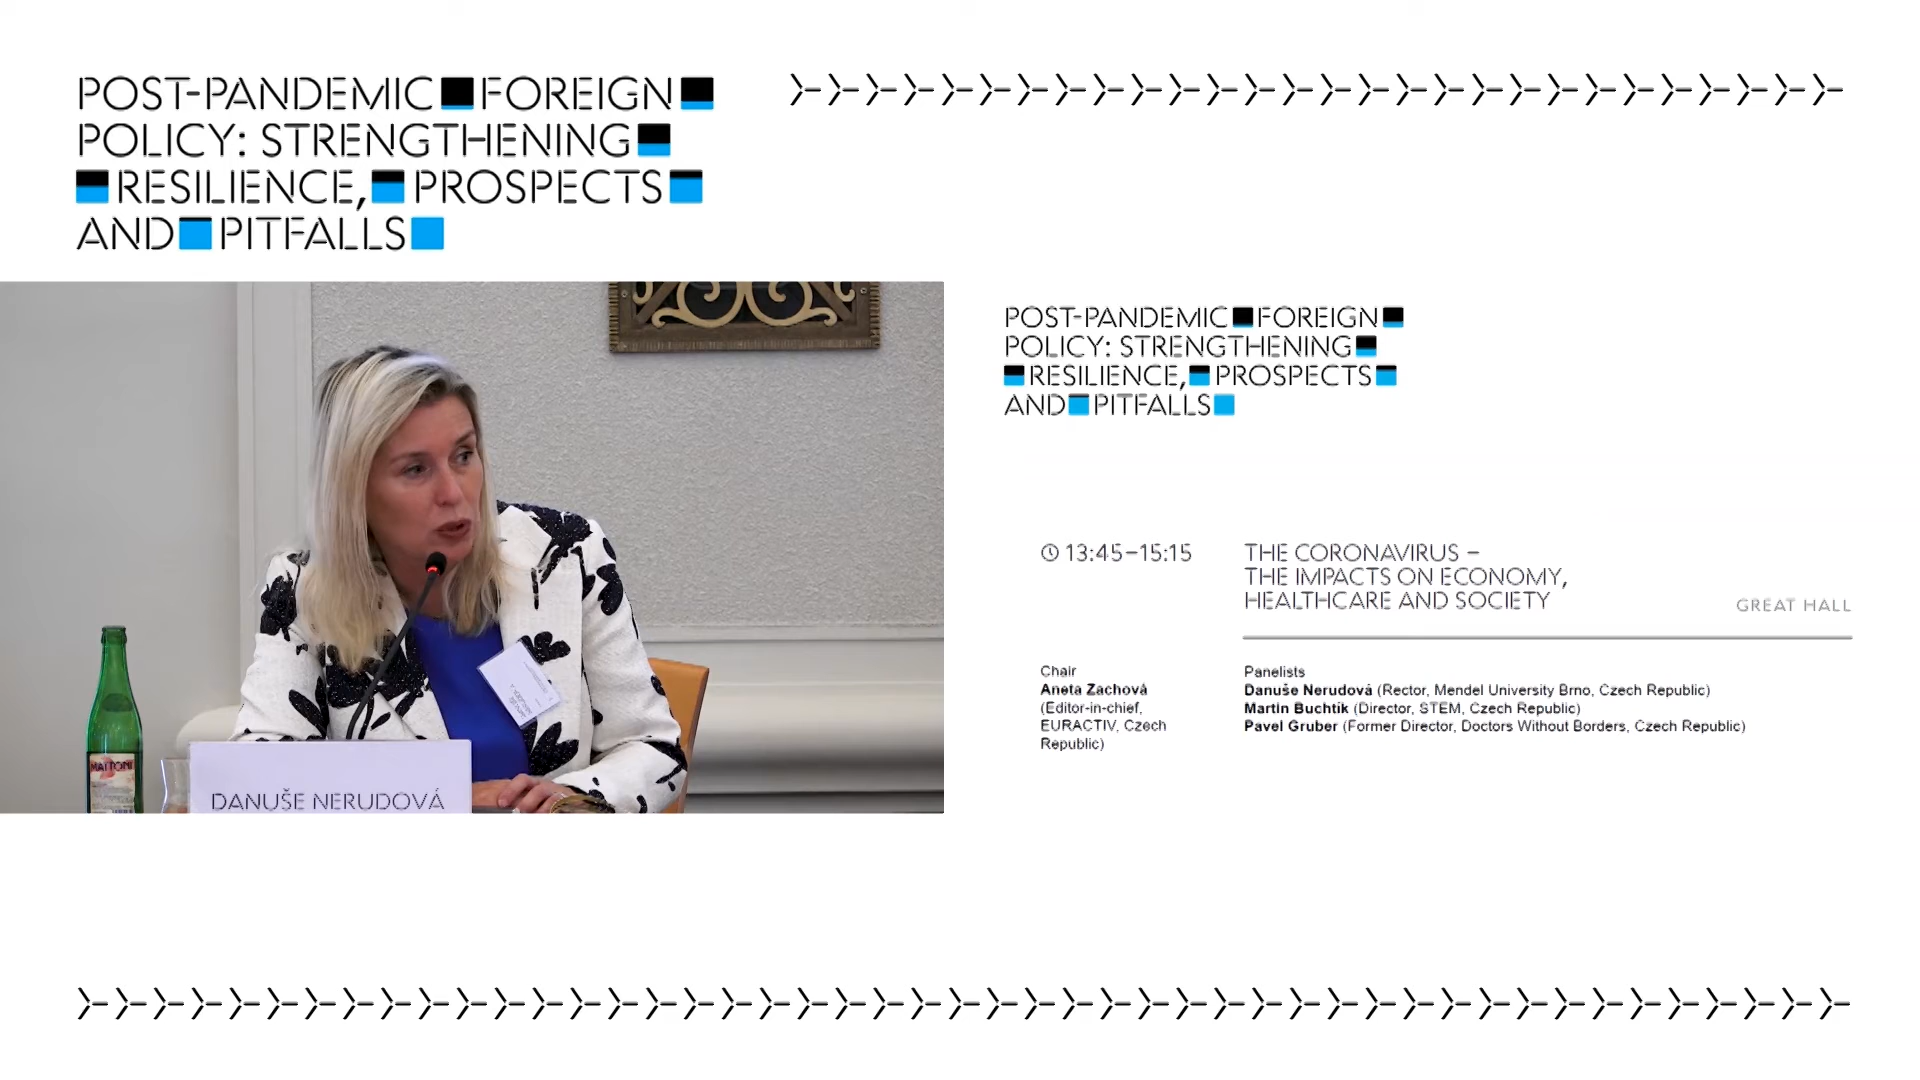 POST-PANDEMIC FOREIGN
POLICY: STRENGTHENING
RESILIENCE, PROSPECTS
AND PITFALLS
MATTONI
DANUŠE NERUDOVÁ
POST-PANDEMIC FOREIGN
POLICY: STRENGTHENING
RESILIENCE, PROSPECTS
AND PITFALLS
13:45–15:15
THE CORONAVIRUS –
THE IMPACTS ON ECONOMY,
HEALTHCARE AND SOCIETY
GREAT HALL
Chair
Aneta Zachová
(Editor-in-chief,
EURACTIV, Czech
Republic)
Panelists
Danuše Nerudová (Rector, Mendel University Brno, Czech Republic)
Martin Buchtík (Director, STEM, Czech Republic)
Pavel Gruber (Former Director, Doctors Without Borders, Czech Republic)